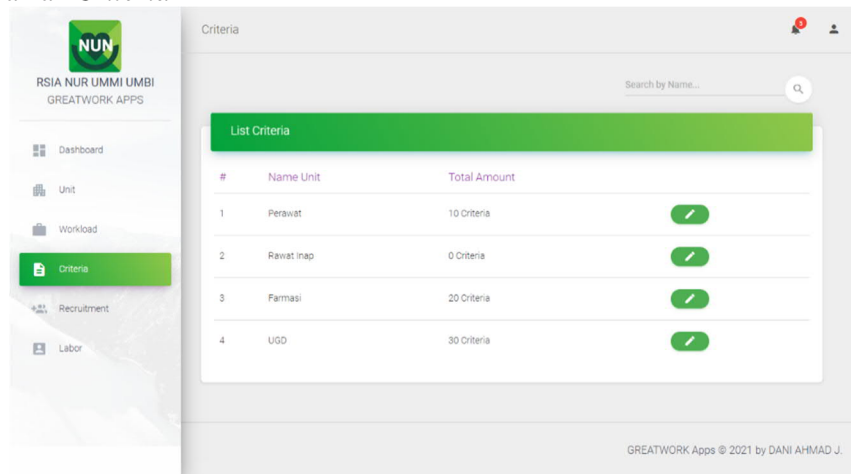 NUN
RSIA NUR UMMI UMBI
GREATWORK APPS
Dashboard
Unit
Workload
Criteria
Recruitment
Labor
Criteria
3
Search by Name...
List Criteria
# Name Unit Total Amount
1 Perawat 10 Criteria
2 Rawat Inap 0 Criteria
3 Farmasi 20 Criteria
4 UGD 30 Criteria
GREATWORK Apps © 2021 by DANI AHMAD J.